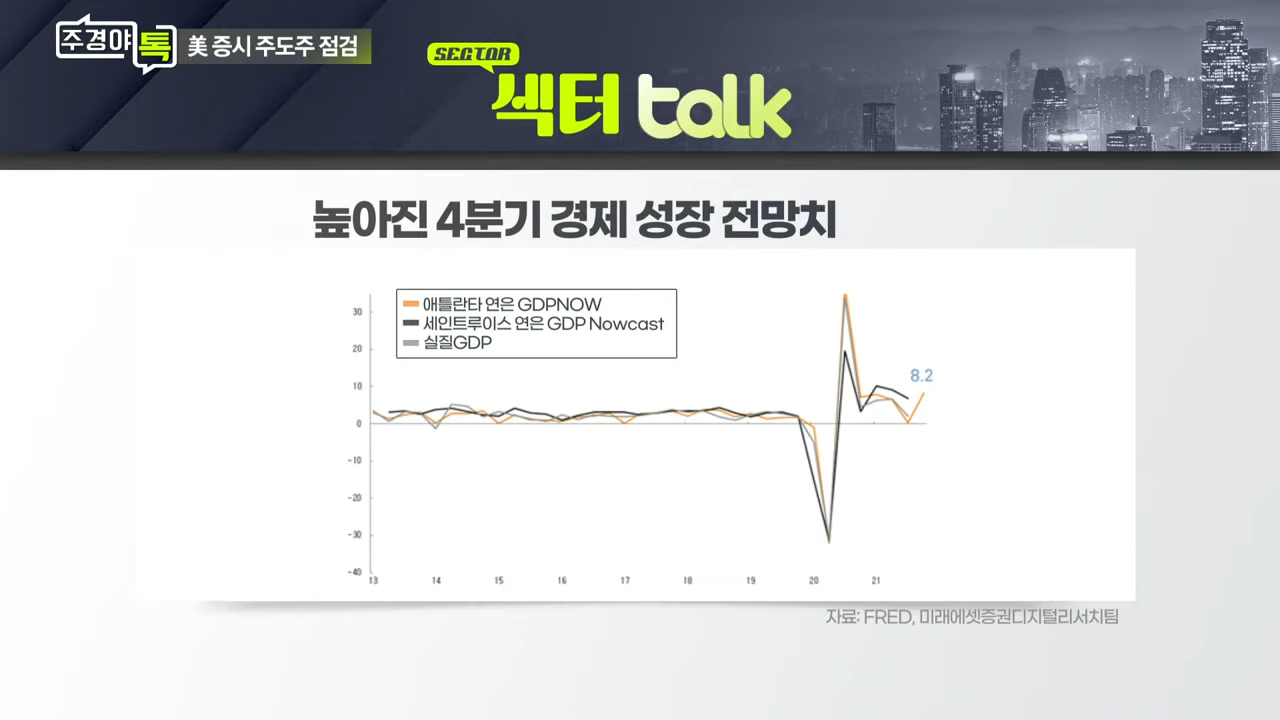 주경야톡 美 증시 주도주 점검
SECTOR
섹터 talk
높아진 4분기 경제 성장 전망치
애틀란타 연은 GDPNOW
세인트루이스 연은 GDP Nowcast
실질GDP
8.2
30
20
10
0
-10
-20
-30
-40
13 14 15 16 17 18 19 20 21
자료: FRED, 미래에셋증권디지털리서치팀